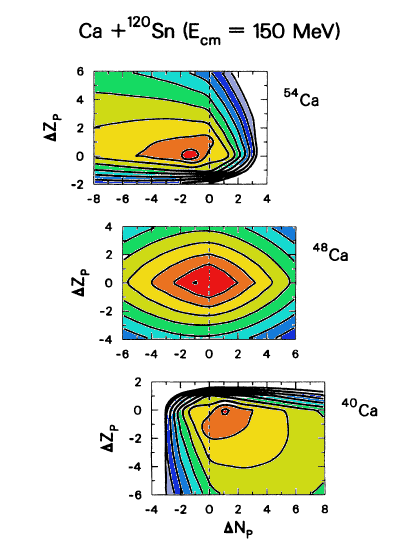 Ca + ¹²⁰Sn (E_cm = 150 MeV)
6
4
2
0
-2
ΔZ_P
⁵⁴Ca
-8 -6 -4 -2 0 2 4
4
2
0
-2
-4
ΔZ_P
⁴⁸Ca
-6 -4 -2 0 2 4 6
2
0
-2
-4
-6
ΔZ_P
⁴⁰Ca
-4 -2 0 2 4 6 8
ΔN_P